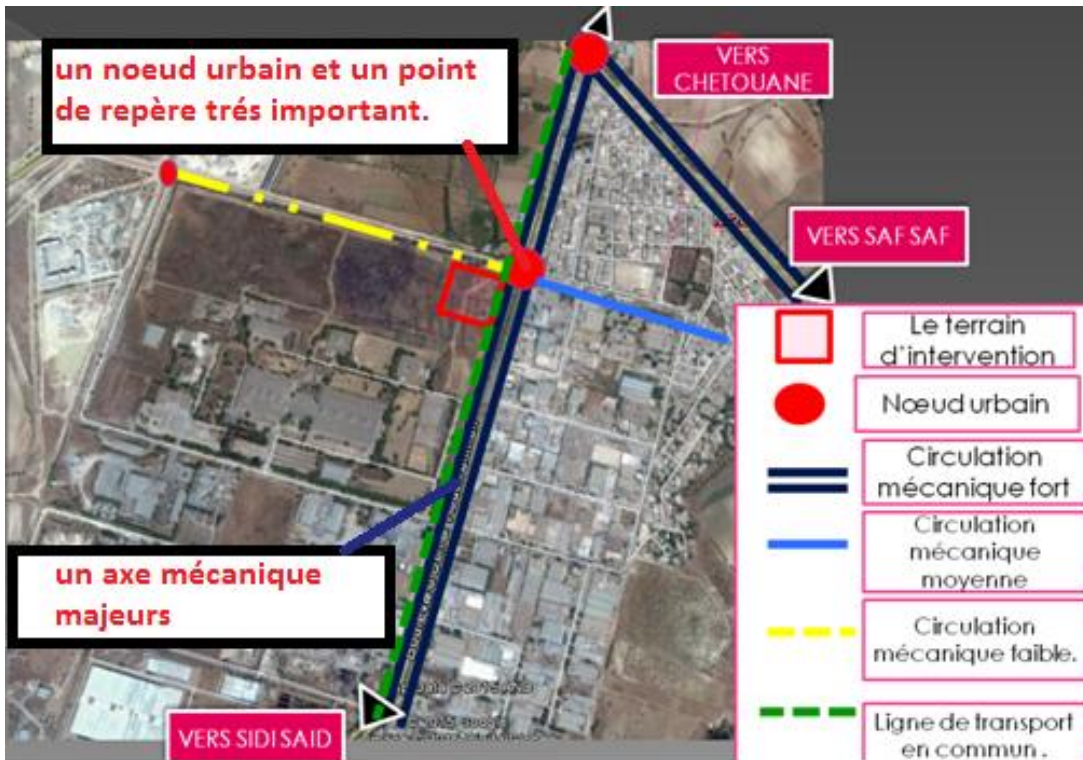 un noeud urbain et un point
de repère trés important.
VERS
CHETOUANE
VERS SAF SAF
un axe mécanique
majeurs
VERS SIDI SAID
Le terrain
d'intervention
Nœud urbain
Circulation
mécanique fort
Circulation
mécanique
moyenne
Circulation
mécanique faible.
Ligne de transport
en commun .